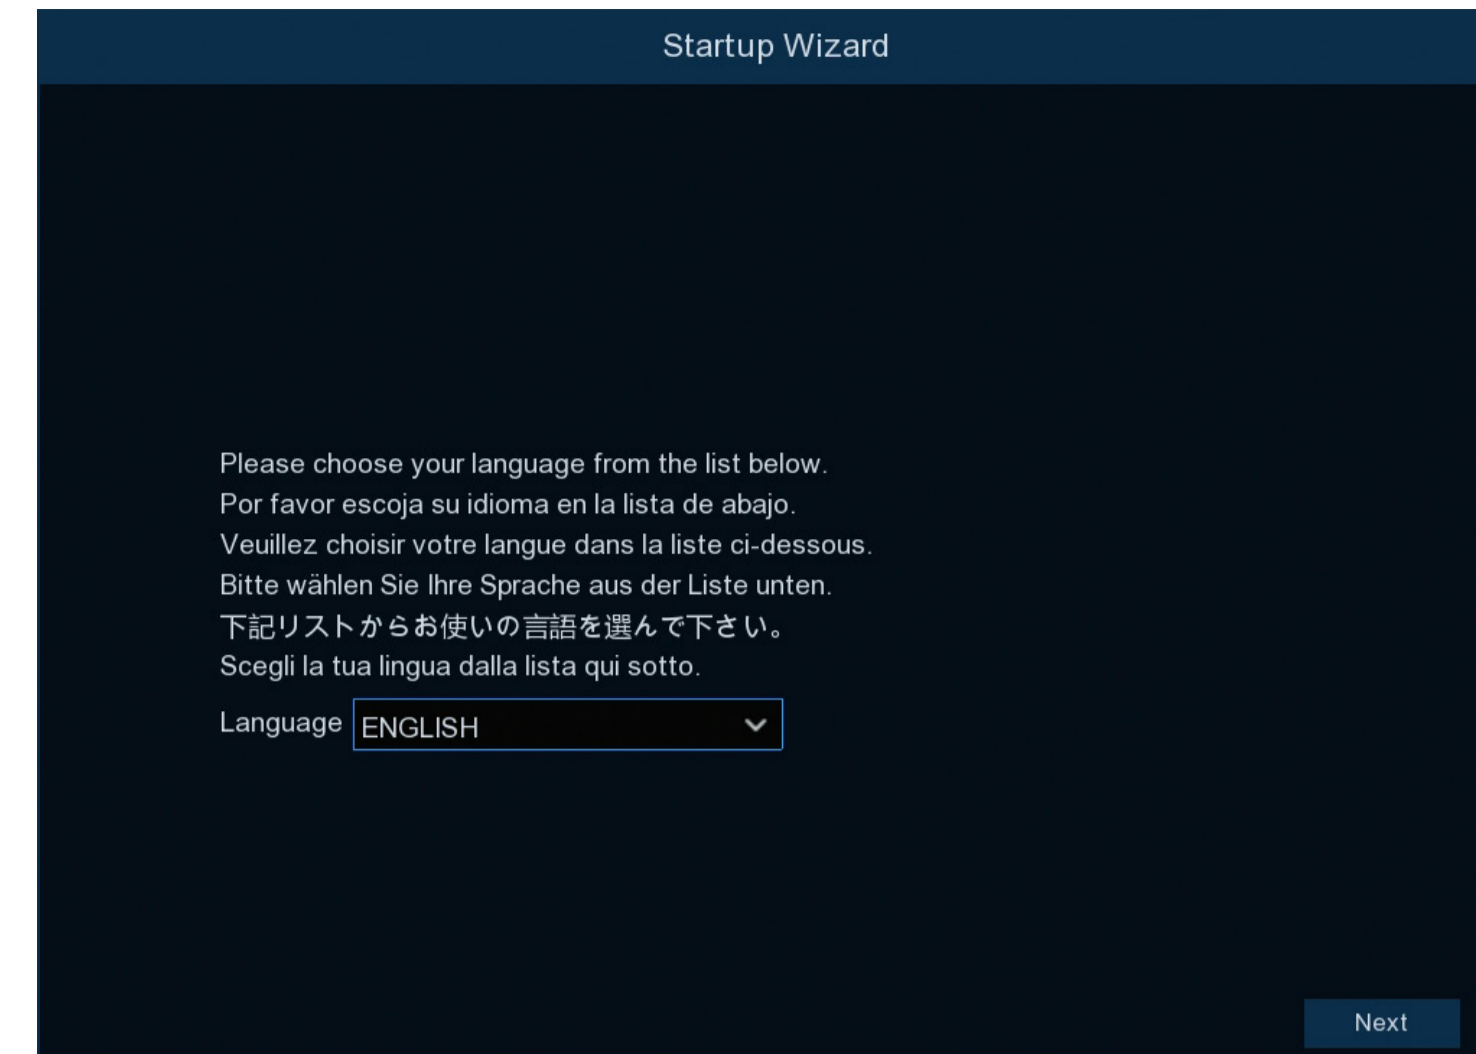 Startup Wizard
Please choose your language from the list below.
Por favor escoja su idioma en la lista de abajo.
Veuillez choisir votre langue dans la liste ci-dessous.
Bitte wählen Sie Ihre Sprache aus der Liste unten.
下記リストからお使いの言語を選んで下さい。
Scegli la tua lingua dalla lista qui sotto.
Language ENGLISH
Next